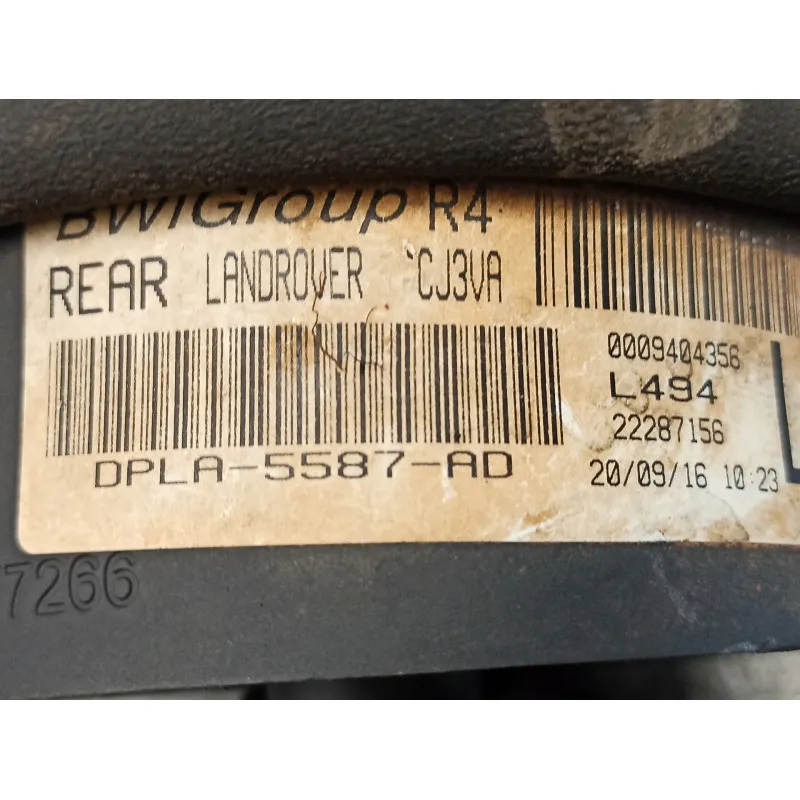 BWIGroup R4
REAR LANDROVER CJ3VA
0009404356
L494
22287156
20/09/16 10:23
DPLA-5587-AD
7266